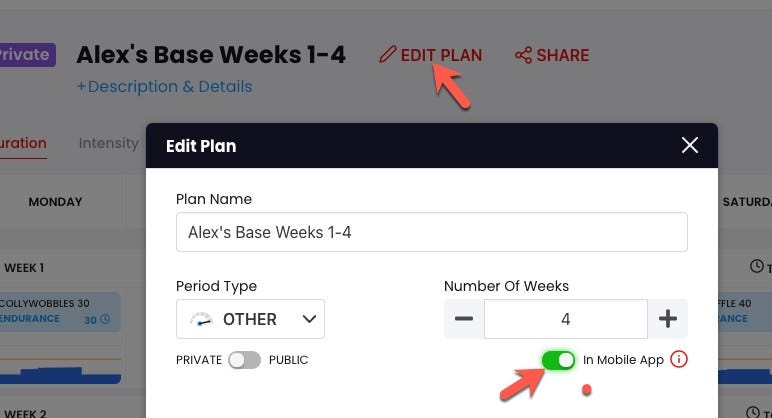 Private Alex's Base Weeks 1-4 EDIT PLAN SHARE
+Description & Details
uration Intensity
Edit Plan
MONDAY SATURDA
Plan Name
Alex's Base Weeks 1-4
WEEK 1
Period Type Number Of Weeks
COLLYWOBBLES 30 FFLE 40
ENDURANCE 30 ANCE
OTHER 4
PRIVATE PUBLIC In Mobile App
WEEK 2